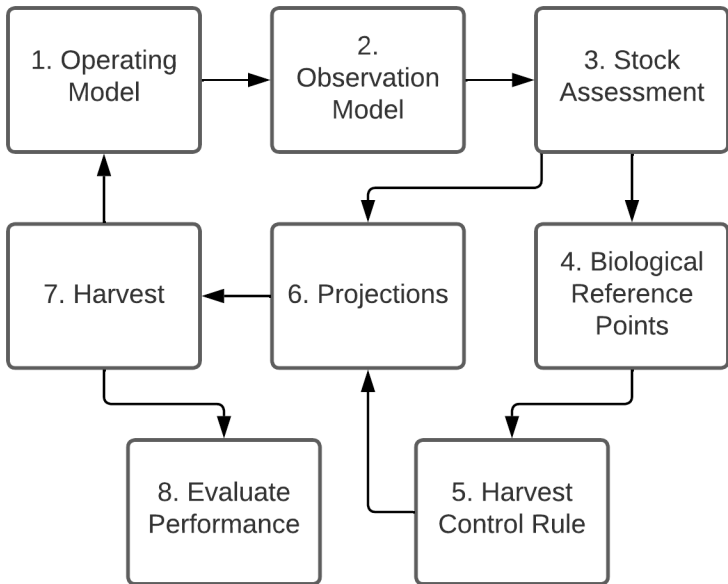 1. Operating
Model
2.
Observation
Model
3. Stock
Assessment
4. Biological
Reference
Points
7. Harvest
6. Projections
8. Evaluate
Performance
5. Harvest
Control Rule